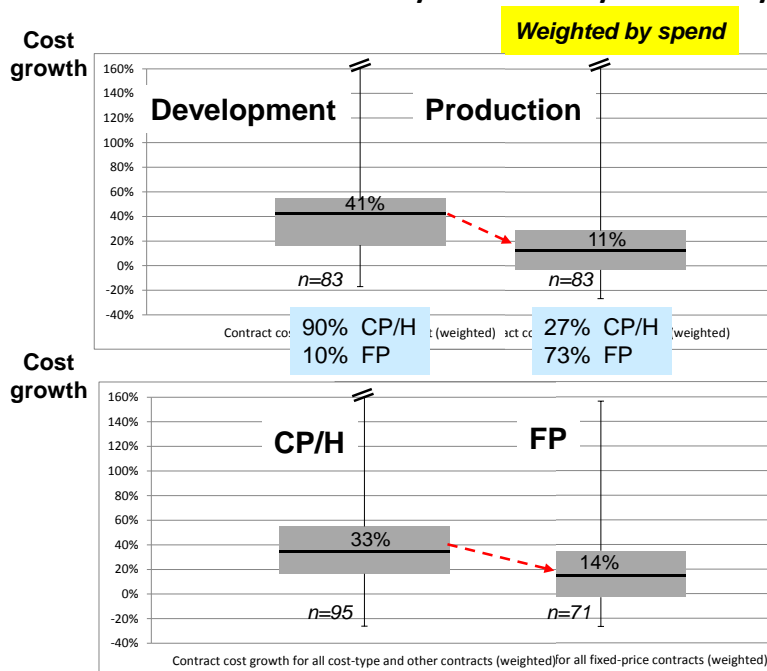 Weighted by spend
Cost
growth
160%
140%
120%
100%
80%
60%
40%
20%
0%
-20%
-40%
Development
Production
41%
11%
n=83
n=83
Contract
(weighted)
(weighted)
90% CP/H
10% FP
27% CP/H
73% FP
Cost
growth
160%
140%
120%
100%
80%
60%
40%
20%
0%
-20%
-40%
CP/H
FP
33%
14%
n=95
n=71
Contract cost growth for all cost-type and other contracts (weighted)
for all fixed-price contracts (weighted)